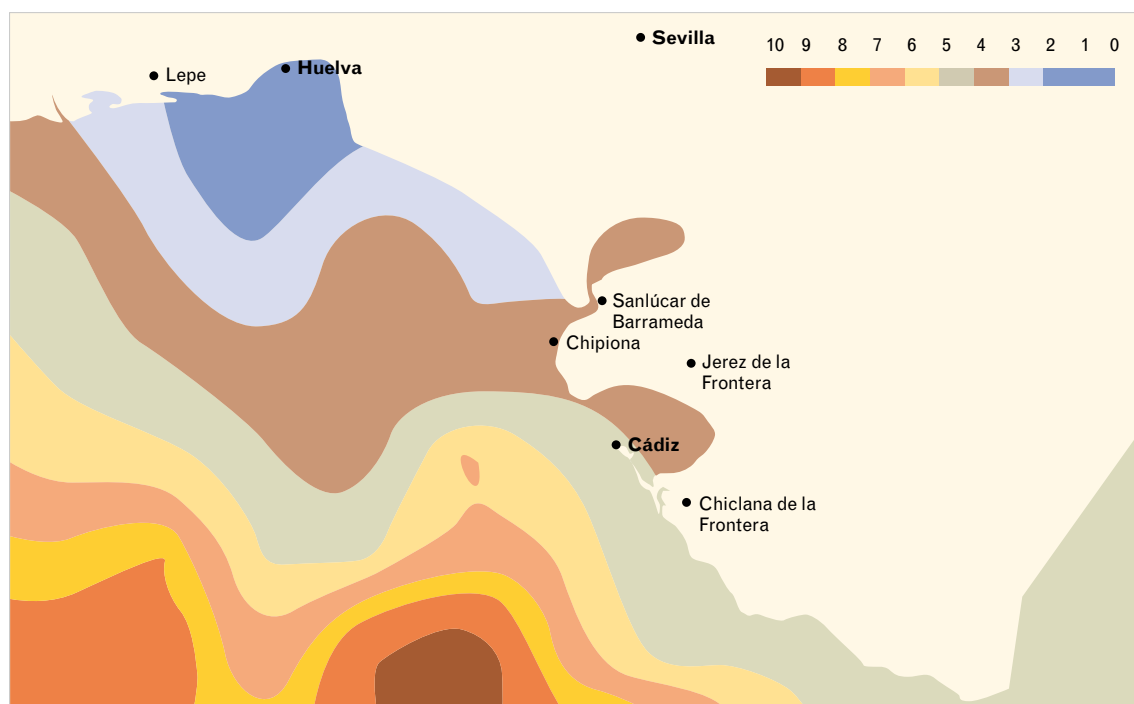 Sevilla
10 9 8 7 6 5 4 3 2 1 0
Huelva
Lepe
Sanlúcar de
Barrameda
Chipiona
Jerez de la
Frontera
Cádiz
Chiclana de la
Frontera